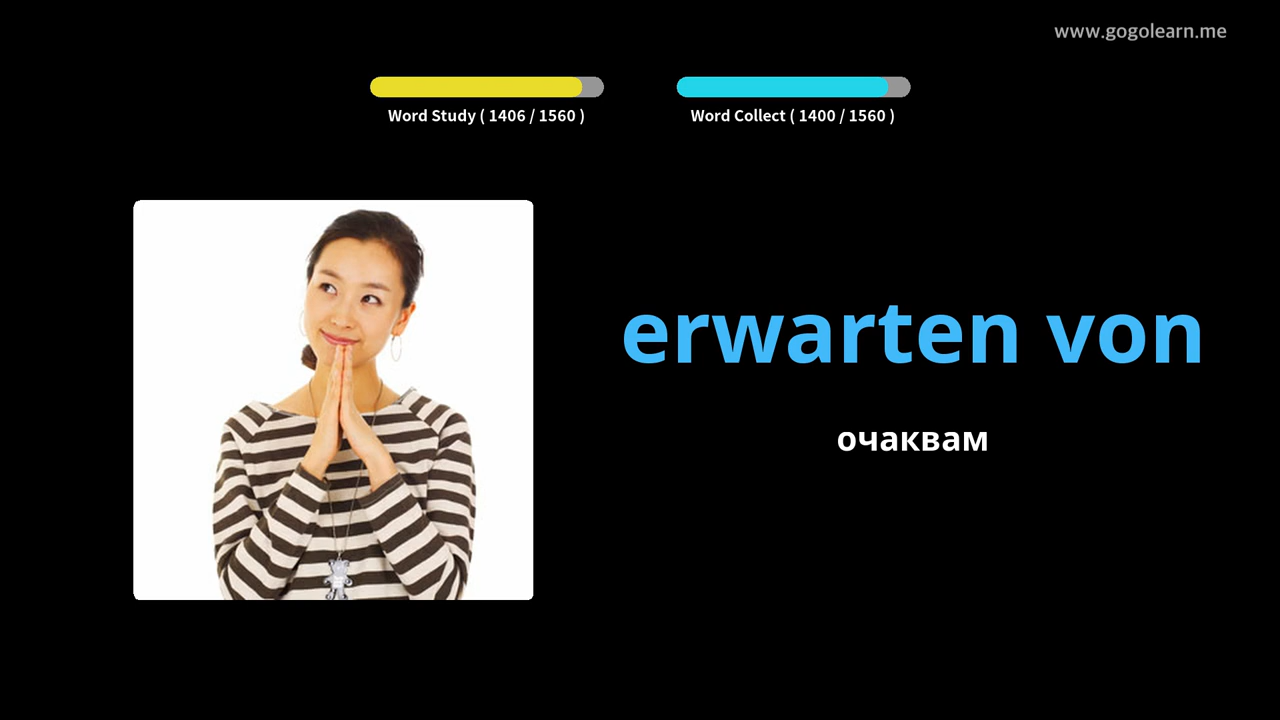 www.gogolearn.me
Word Study ( 1406 / 1560 )
Word Collect ( 1400 / 1560 )
erwarten von
очаквам